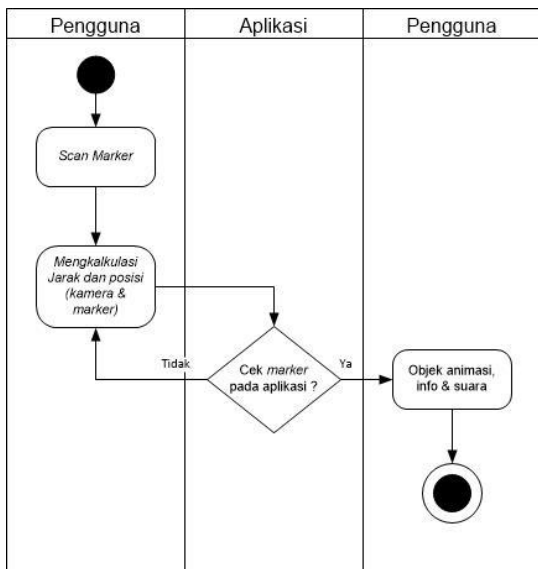 Pengguna
Aplikasi
Pengguna
Scan Marker
Mengkalkulasi
Jarak dan posisi
(kamera &
marker)
Tidak
Cek marker
pada aplikasi ?
Ya
Objek animasi,
info & suara